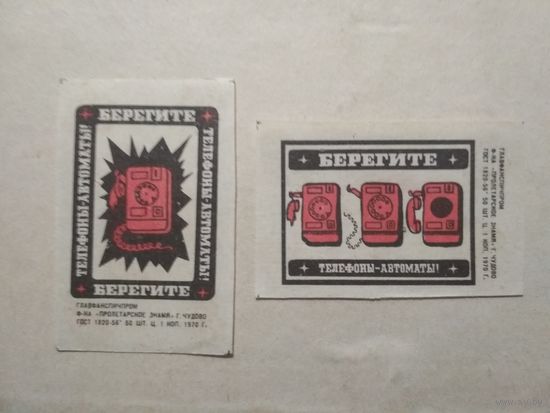 БЕРЕГИТЕ
ТЕЛЕФОНЫ-АВТОМАТЫ!
ТЕЛЕФОНЫ-АВТОМАТЫ!
БЕРЕГИТЕ
ГЛАВФАНСПИЧПРОМ
Ф-КА «ПРОЛЕТАРСКОЕ ЗНАМЯ» Г. ЧУДОВО
ГОСТ 1820-56* 50 ШТ. Ц. 1 КОП. 1970 Г.
БЕРЕГИТЕ
ТЕЛЕФОНЫ-АВТОМАТЫ!
ГЛАВФАНСПИЧПРОМ
Ф-КА «ПРОЛЕТАРСКОЕ ЗНАМЯ» Г. ЧУДОВО
ГОСТ 1820-56* 50 ШТ. Ц. 1 КОП. 1970 Г.